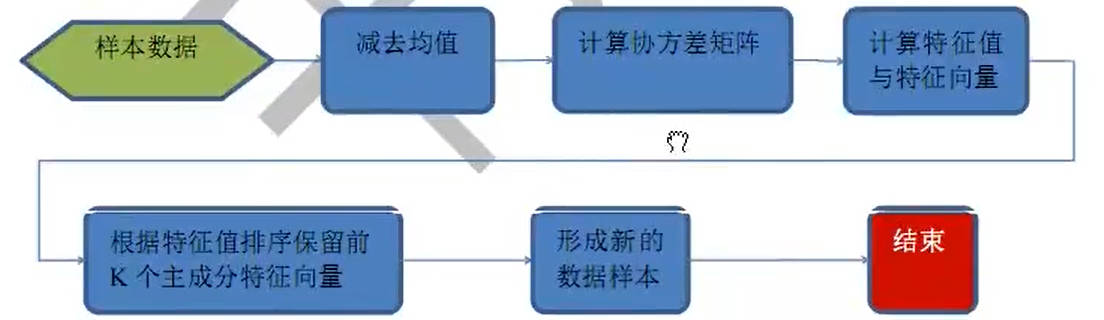 样本数据
减去均值
计算协方差矩阵
计算特征值
与特征向量
根据特征值排序保留前
K 个主成分特征向量
形成新的
数据样本
结束